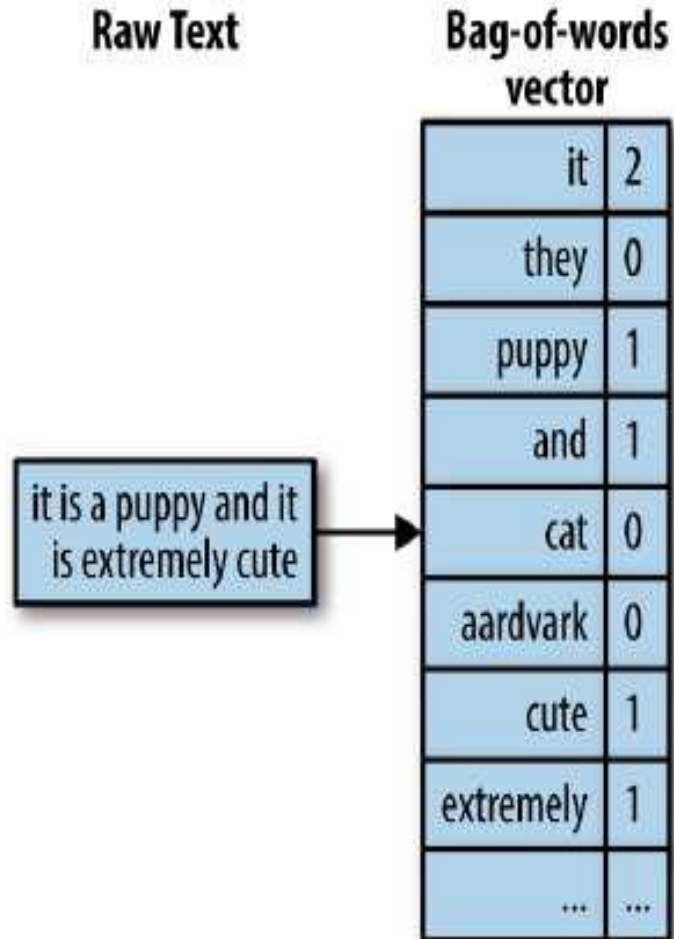 Raw Text
Bag-of-words
vector
it is a puppy and it
is extremely cute
it 2
they 0
puppy 1
and 1
cat 0
aardvark 0
cute 1
extremely 1
... ...